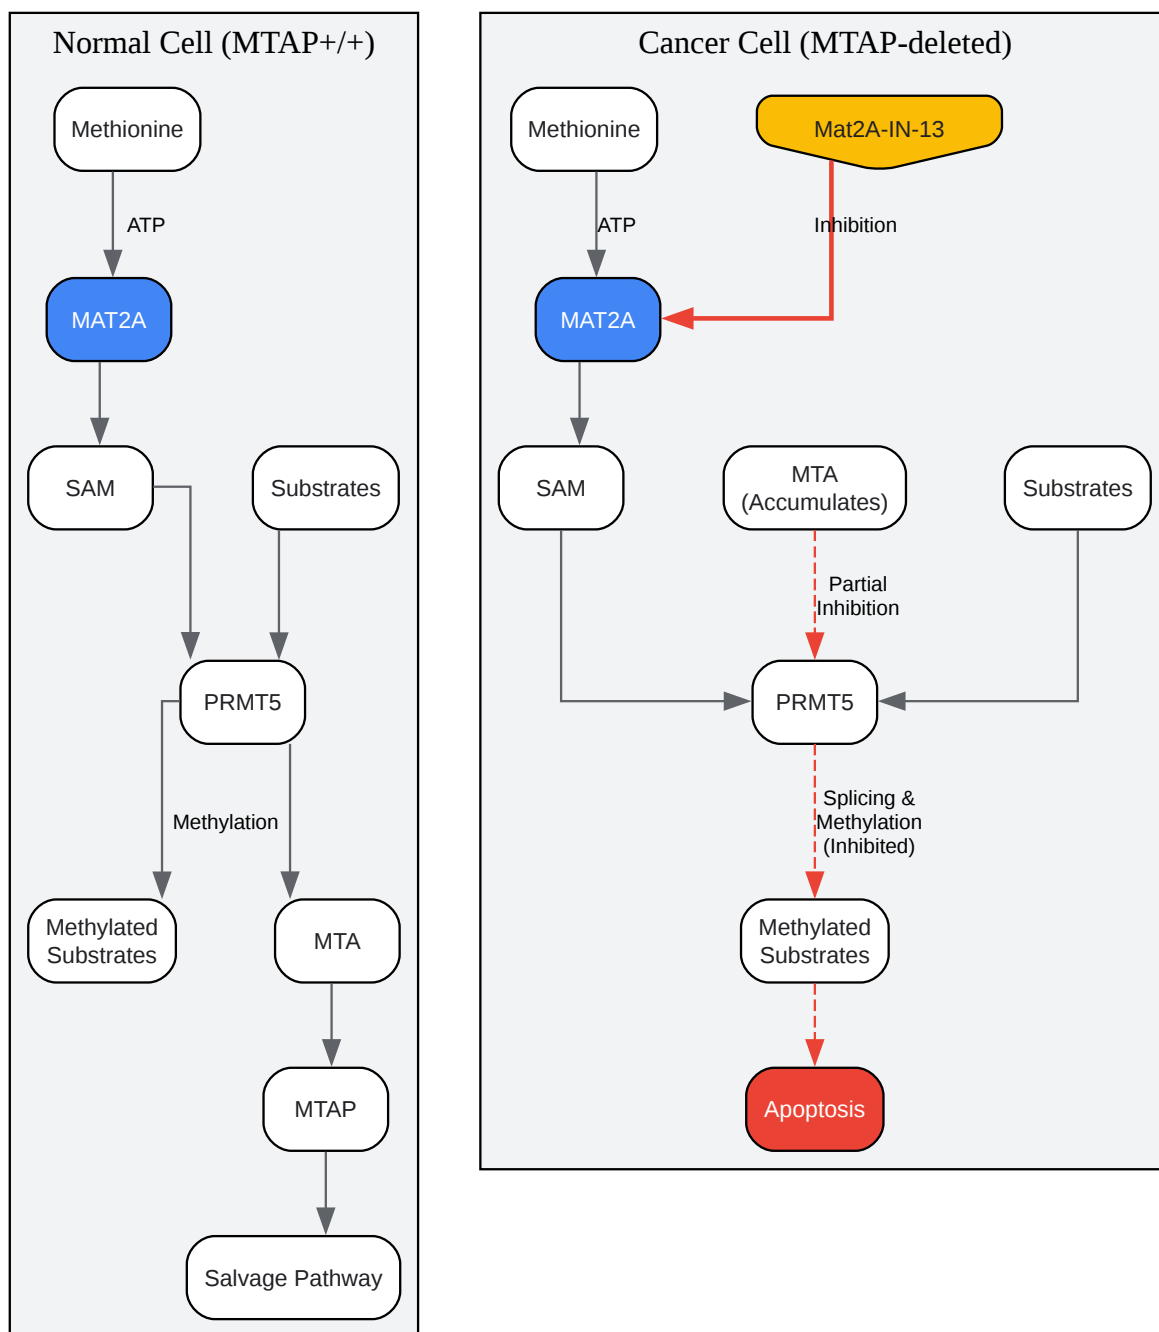 Normal Cell (MTAP+/+)
Methionine
ATP
MAT2A
SAM
Substrates
PRMT5
Methylation
Methylated
Substrates
MTA
MTAP
Salvage Pathway
Cancer Cell (MTAP-deleted)
Methionine
Mat2A-IN-13
ATP
Inhibition
MAT2A
SAM
MTA
(Accumulates)
Substrates
Partial
Inhibition
PRMT5
Splicing &
Methylation
(Inhibited)
Methylated
Substrates
Apoptosis